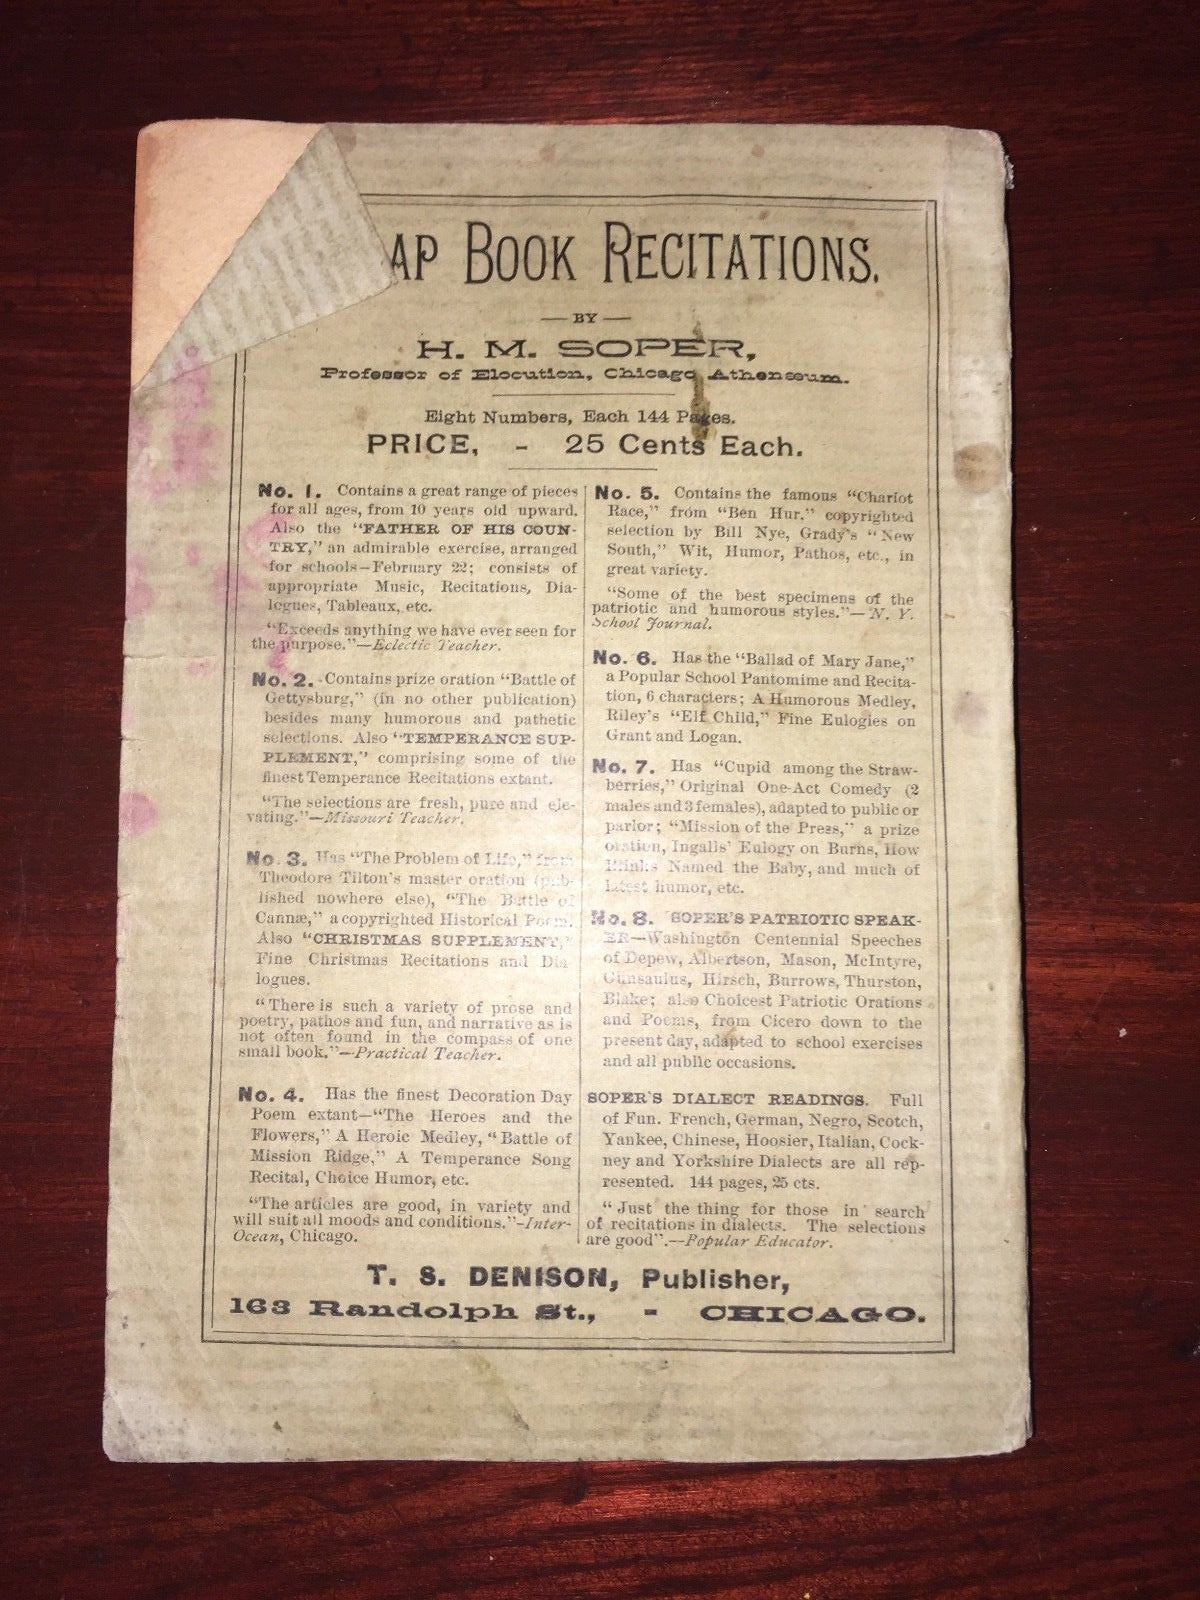 AP BOOK RECITATIONS.
— BY —
H. M. SOPER,
Professor of Elocution, Chicago Athenæum.
Eight Numbers, Each 144 Pages.
PRICE, - 25 Cents Each.
No. 1. Contains a great range of pieces
for all ages, from 10 years old upward.
Also the "FATHER OF HIS COUN-
TRY," an admirable exercise, arranged
for schools—February 22; consists of
appropriate Music, Recitations, Dia-
logues, Tableaux, etc.
"Exceeds anything we have ever seen for
the purpose."—Eclectic Teacher.
No. 2. Contains prize oration "Battle of
Gettysburg," (in no other publication)
besides many humorous and pathetic
selections. Also "TEMPERANCE SUP-
PLEMENT," comprising some of the
finest Temperance Recitations extant.
"The selections are fresh, pure and ele-
vating."—Missouri Teacher.
No. 3. Has "The Problem of Life," from
Theodore Tilton's master oration (pub-
lished nowhere else), "The Battle of
Cannæ," a copyrighted Historical Poem.
Also "CHRISTMAS SUPPLEMENT,"
Fine Christmas Recitations and Dia-
logues.
"There is such a variety of prose and
poetry, pathos and fun, and narrative as is
not often found in the compass of one
small book."—Practical Teacher.
No. 4. Has the finest Decoration Day
Poem extant—"The Heroes and the
Flowers," A Heroic Medley, "Battle of
Mission Ridge," A Temperance Song
Recital, Choice Humor, etc.
"The articles are good, in variety and
will suit all moods and conditions."-Inter-
Ocean, Chicago.
No. 5. Contains the famous "Chariot
Race," from "Ben Hur." copyrighted
selection by Bill Nye, Grady's "New
South," Wit, Humor, Pathos, etc., in
great variety.
"Some of the best specimens of the
patriotic and humorous styles."—N. Y.
School Journal.
No. 6. Has the "Ballad of Mary Jane,"
a Popular School Pantomime and Recita-
tion, 6 characters; A Humorous Medley,
Riley's "Elf Child," Fine Eulogies on
Grant and Logan.
No. 7. Has "Cupid among the Straw-
berries," Original One-Act Comedy (2
males and 3 females), adapted to public or
parlor; "Mission of the Press," a prize
oration, Ingalls' Eulogy on Burns, How
Blinks Named the Baby, and much of
latest humor, etc.
No. 8. SOPER'S PATRIOTIC SPEAK-
ER—Washington Centennial Speeches
of Depew, Albertson, Mason, McIntyre,
Gunsaulus, Hirsch, Burrows, Thurston,
Blake; also Choicest Patriotic Orations
and Poems, from Cicero down to the
present day, adapted to school exercises
and all public occasions.
SOPER'S DIALECT READINGS. Full
of Fun. French, German, Negro, Scotch,
Yankee, Chinese, Hoosier, Italian, Cock-
ney and Yorkshire Dialects are all rep-
resented. 144 pages, 25 cts.
"Just the thing for those in search
of recitations in dialects. The selections
are good".—Popular Educator.
T. S. DENISON, Publisher,
163 Randolph St., - CHICAGO.